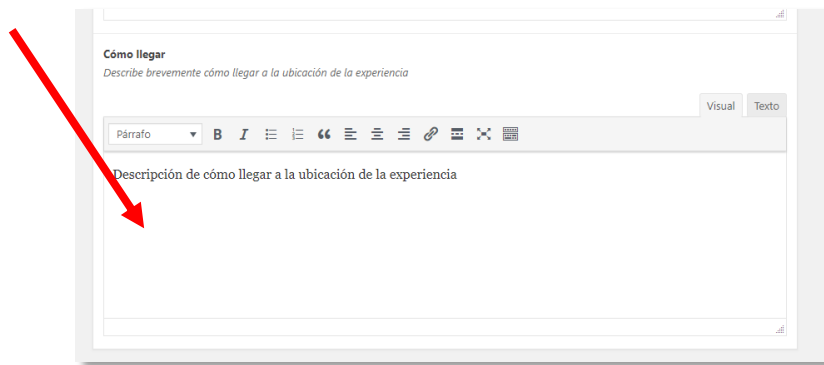 Cómo llegar
Describe brevemente cómo llegar a la ubicación de la experiencia
Visual Texto
Párrafo B I
Descripción de cómo llegar a la ubicación de la experiencia